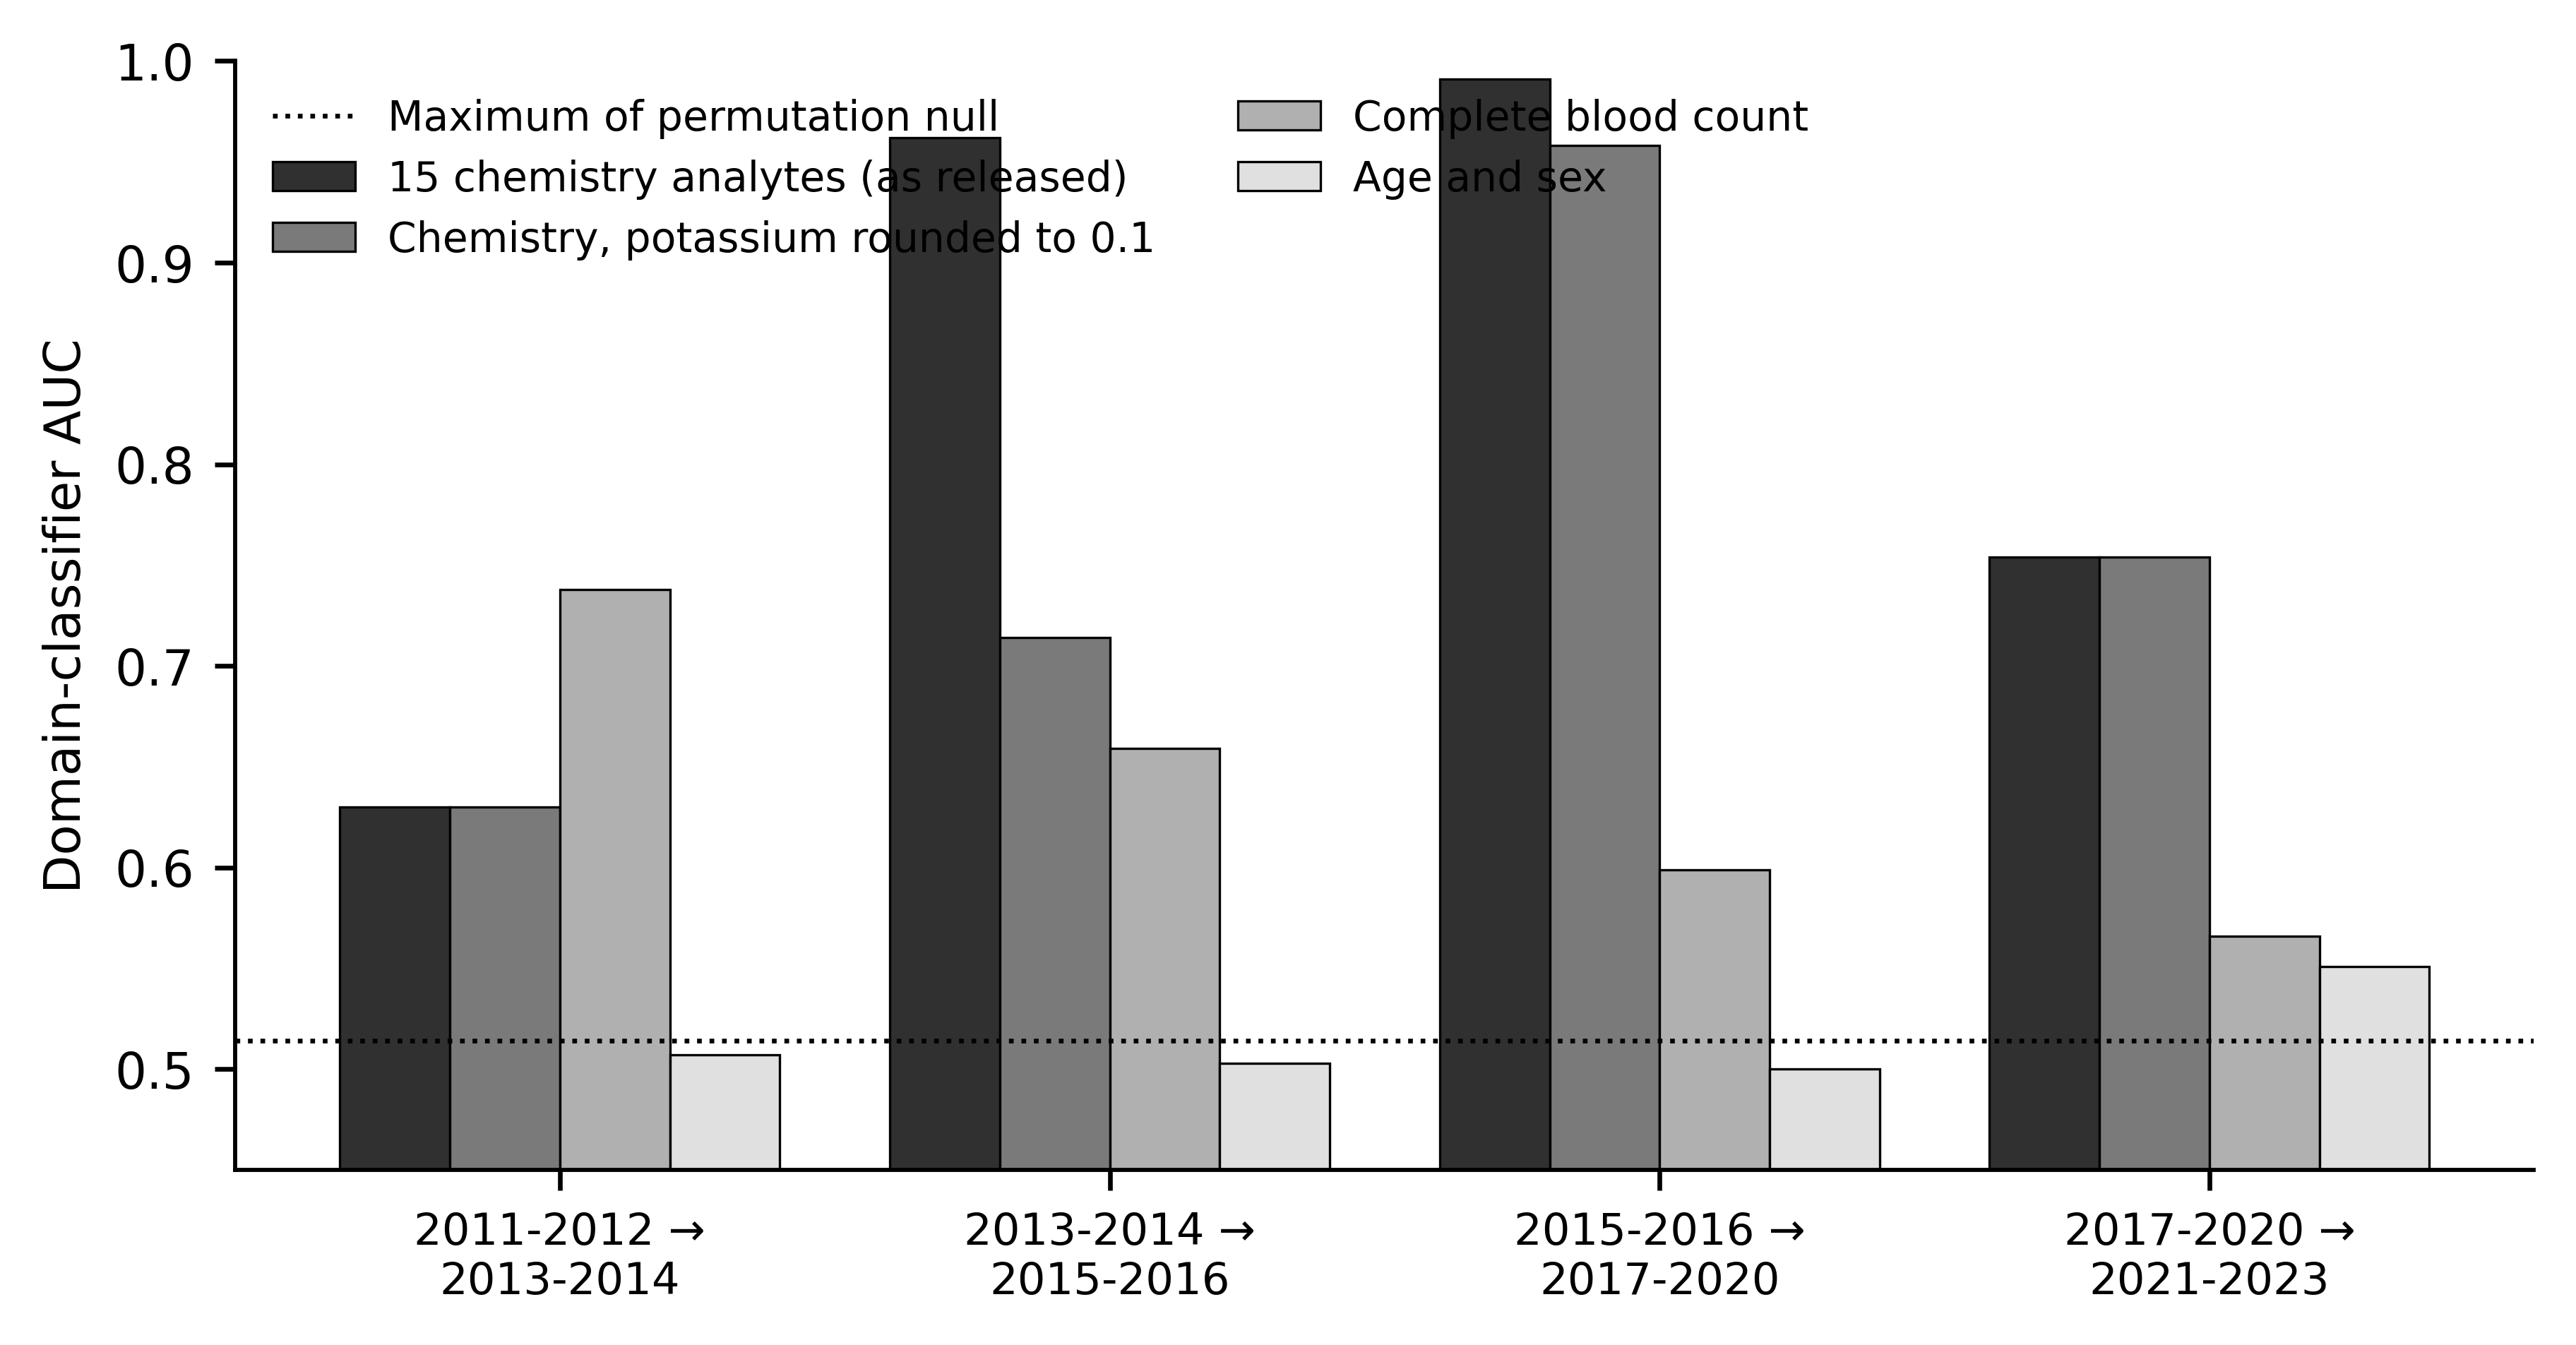 1.0
0.9
0.8
0.7
0.6
0.5
Domain-classifier AUC
Maximum of permutation null
15 chemistry analytes (as released)
Chemistry, potassium rounded to 0.1
Complete blood count
Age and sex
2011-2012 →
2013-2014
2013-2014 →
2015-2016
2015-2016 →
2017-2020
2017-2020 →
2021-2023